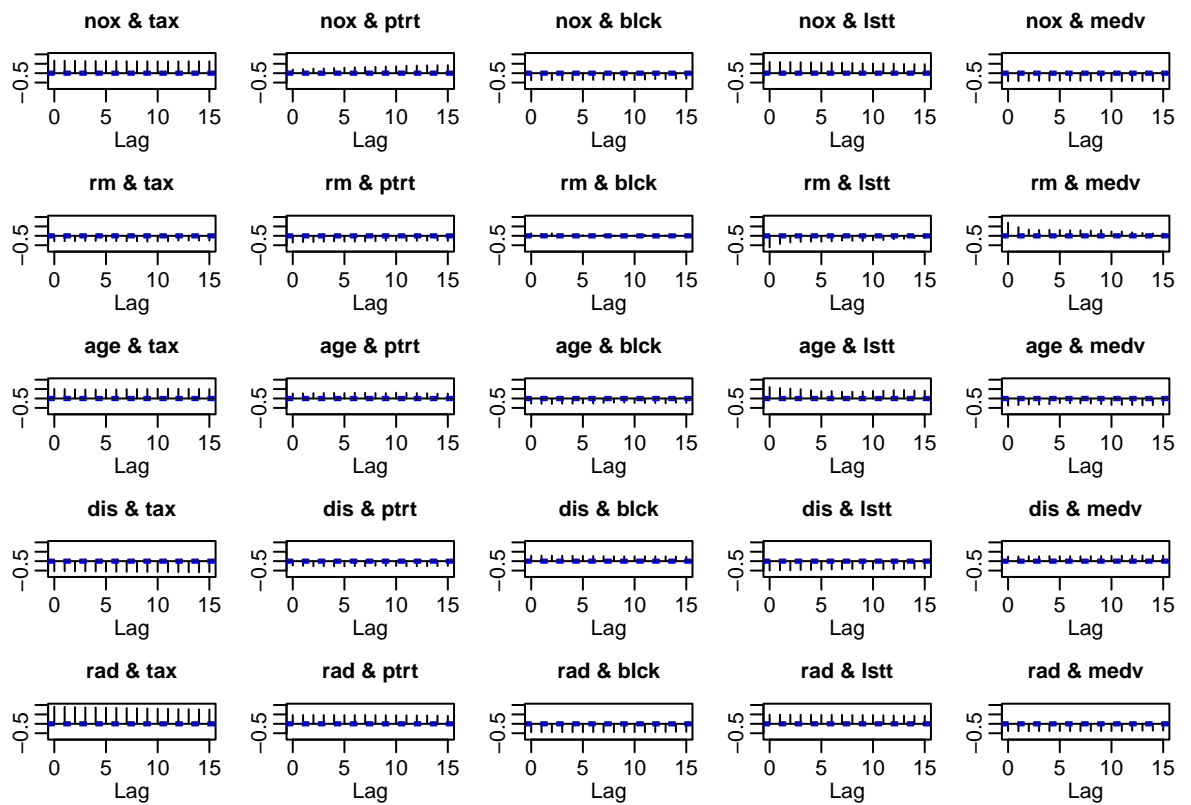 nox & tax nox & ptrt nox & blck nox & lstt nox & medv
−0.5 −0.5 −0.5 −0.5 −0.5
0 5 10 15 0 5 10 15 0 5 10 15 0 5 10 15 0 5 10 15
Lag Lag Lag Lag Lag
rm & tax rm & ptrt rm & blck rm & lstt rm & medv
−0.5 −0.5 −0.5 −0.5 −0.5
0 5 10 15 0 5 10 15 0 5 10 15 0 5 10 15 0 5 10 15
Lag Lag Lag Lag Lag
age & tax age & ptrt age & blck age & lstt age & medv
−0.5 −0.5 −0.5 −0.5 −0.5
0 5 10 15 0 5 10 15 0 5 10 15 0 5 10 15 0 5 10 15
Lag Lag Lag Lag Lag
dis & tax dis & ptrt dis & blck dis & lstt dis & medv
−0.5 −0.5 −0.5 −0.5 −0.5
0 5 10 15 0 5 10 15 0 5 10 15 0 5 10 15 0 5 10 15
Lag Lag Lag Lag Lag
rad & tax rad & ptrt rad & blck rad & lstt rad & medv
−0.5 −0.5 −0.5 −0.5 −0.5
0 5 10 15 0 5 10 15 0 5 10 15 0 5 10 15 0 5 10 15
Lag Lag Lag Lag Lag